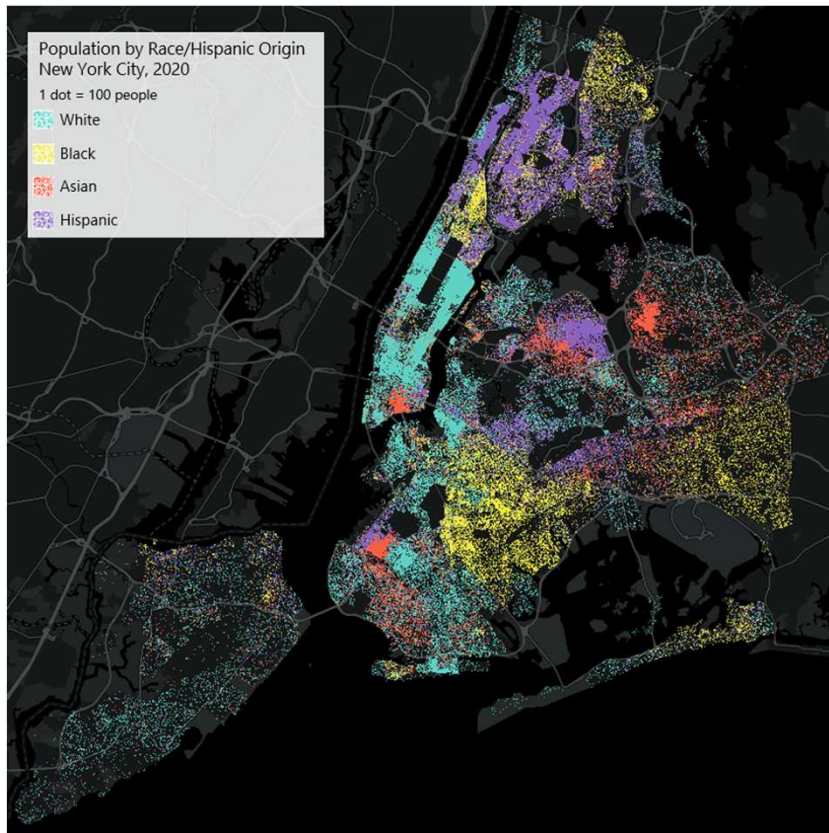 Population by Race/Hispanic Origin
New York City, 2020
1 dot = 100 people
White
Black
Asian
Hispanic